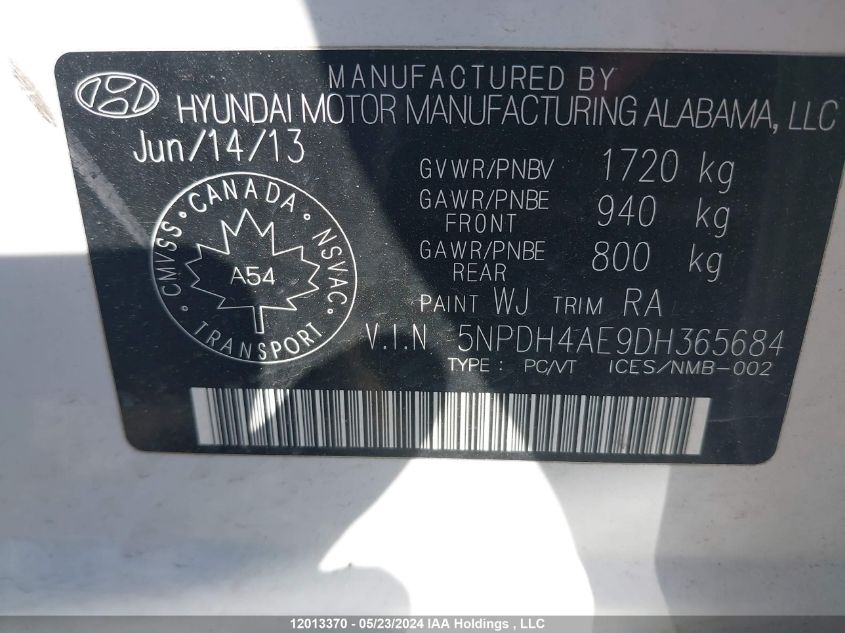 MANUFACTURED BY
HYUNDAI MOTOR MANUFACTURING ALABAMA, LLC
Jun/14/13
GVWR/PNBV 1720 kg
GAWR/PNBE FRONT 940 kg
GAWR/PNBE REAR 800 kg
CANADA
CMVSS • NSVAC
A54
TRANSPORT
PAINT WJ TRIM RA
V.I.N. 5NPDH4AE9DH365684
TYPE : PC/VT ICES/NMB-002
12013370 - 05/23/2024 IAA Holdings , LLC